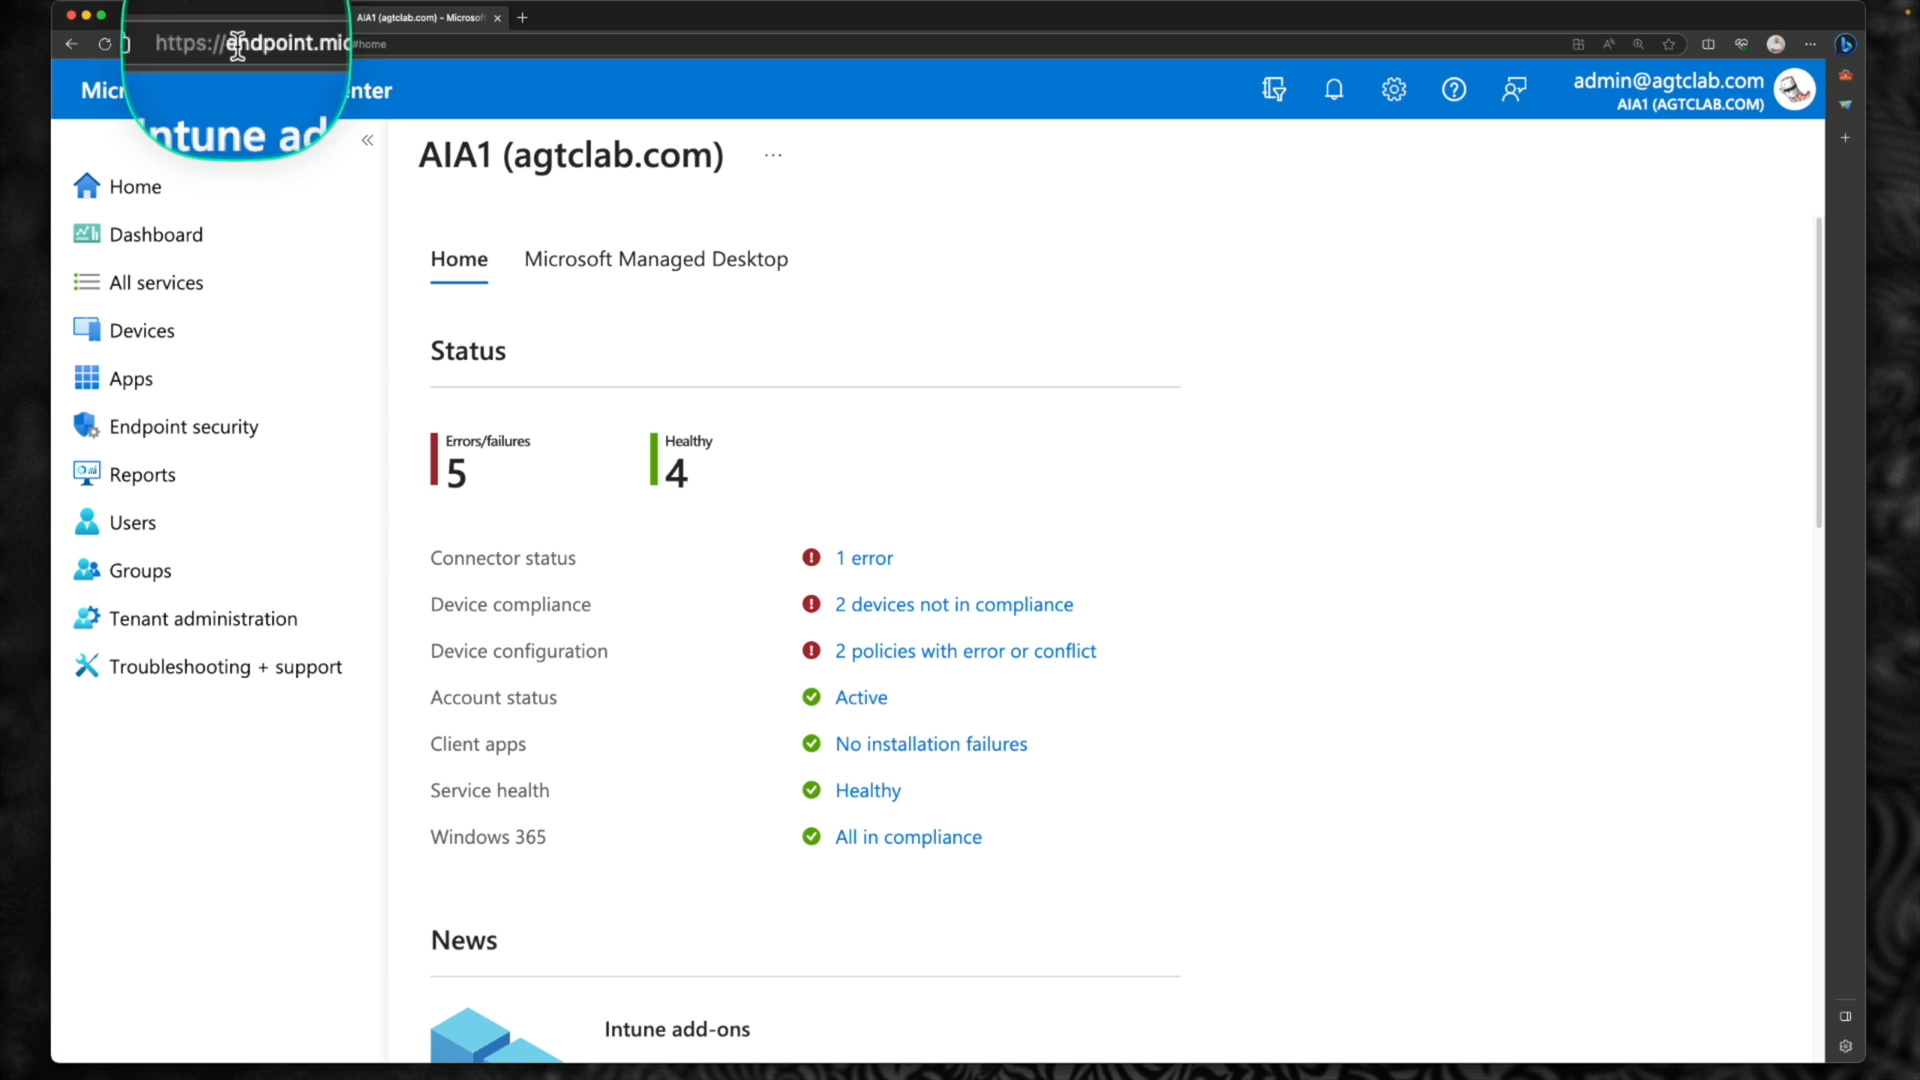 AIA1 (agtclab.com) - Microsof
https://endpoint.mic
#home
Micr
nter
Intune ad
admin@agtclab.com
AIA1 (AGTCLAB.COM)
Home
Dashboard
All services
Devices
Apps
Endpoint security
Reports
Users
Groups
Tenant administration
Troubleshooting + support
AIA1 (agtclab.com)
Home
Microsoft Managed Desktop
Status
Errors/failures
5
Healthy
4
Connector status
1 error
Device compliance
2 devices not in compliance
Device configuration
2 policies with error or conflict
Account status
Active
Client apps
No installation failures
Service health
Healthy
Windows 365
All in compliance
News
Intune add-ons